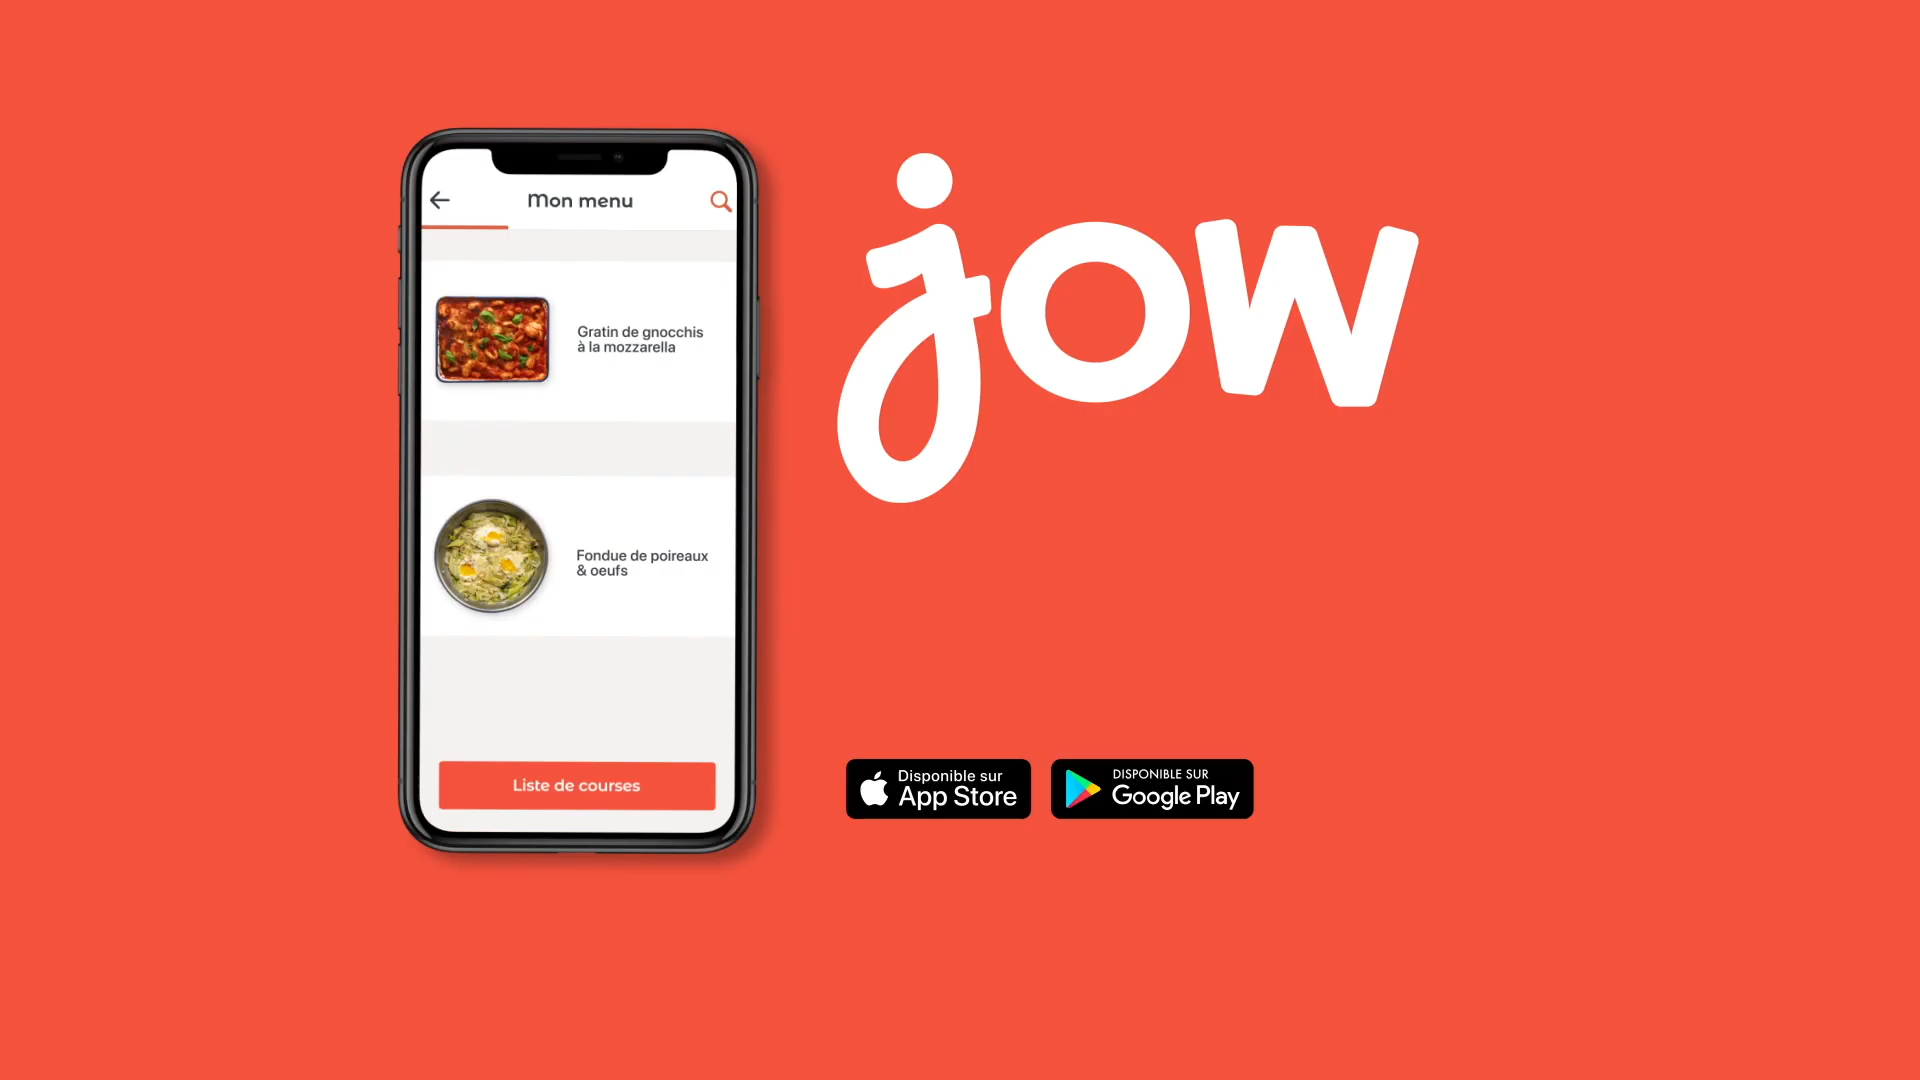 Mon menu
Gratin de gnocchis
à la mozzarella
Fondue de poireaux
& oeufs
Liste de courses
jow
Disponible sur
App Store
DISPONIBLE SUR
Google Play